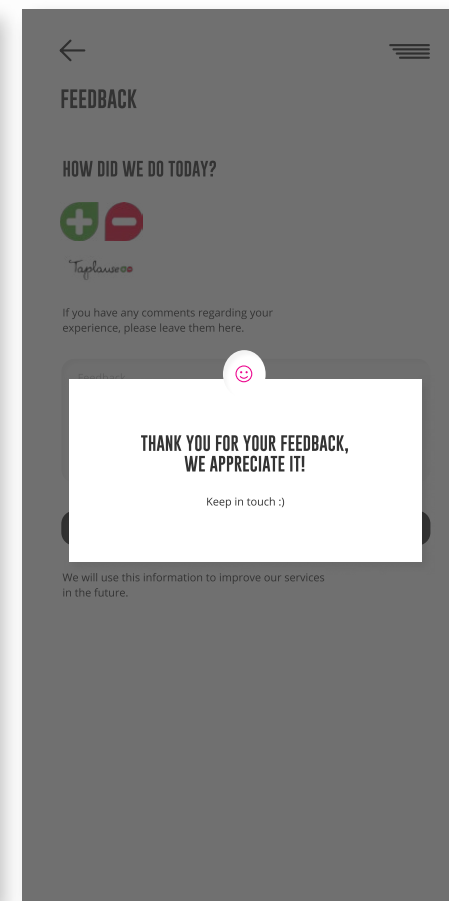 FEEDBACK
HOW DID WE DO TODAY?
Taplause
If you have any comments regarding your
experience, please leave them here.
Feedback
THANK YOU FOR YOUR FEEDBACK,
WE APPRECIATE IT!
Keep in touch :)
We will use this information to improve our services
in the future.